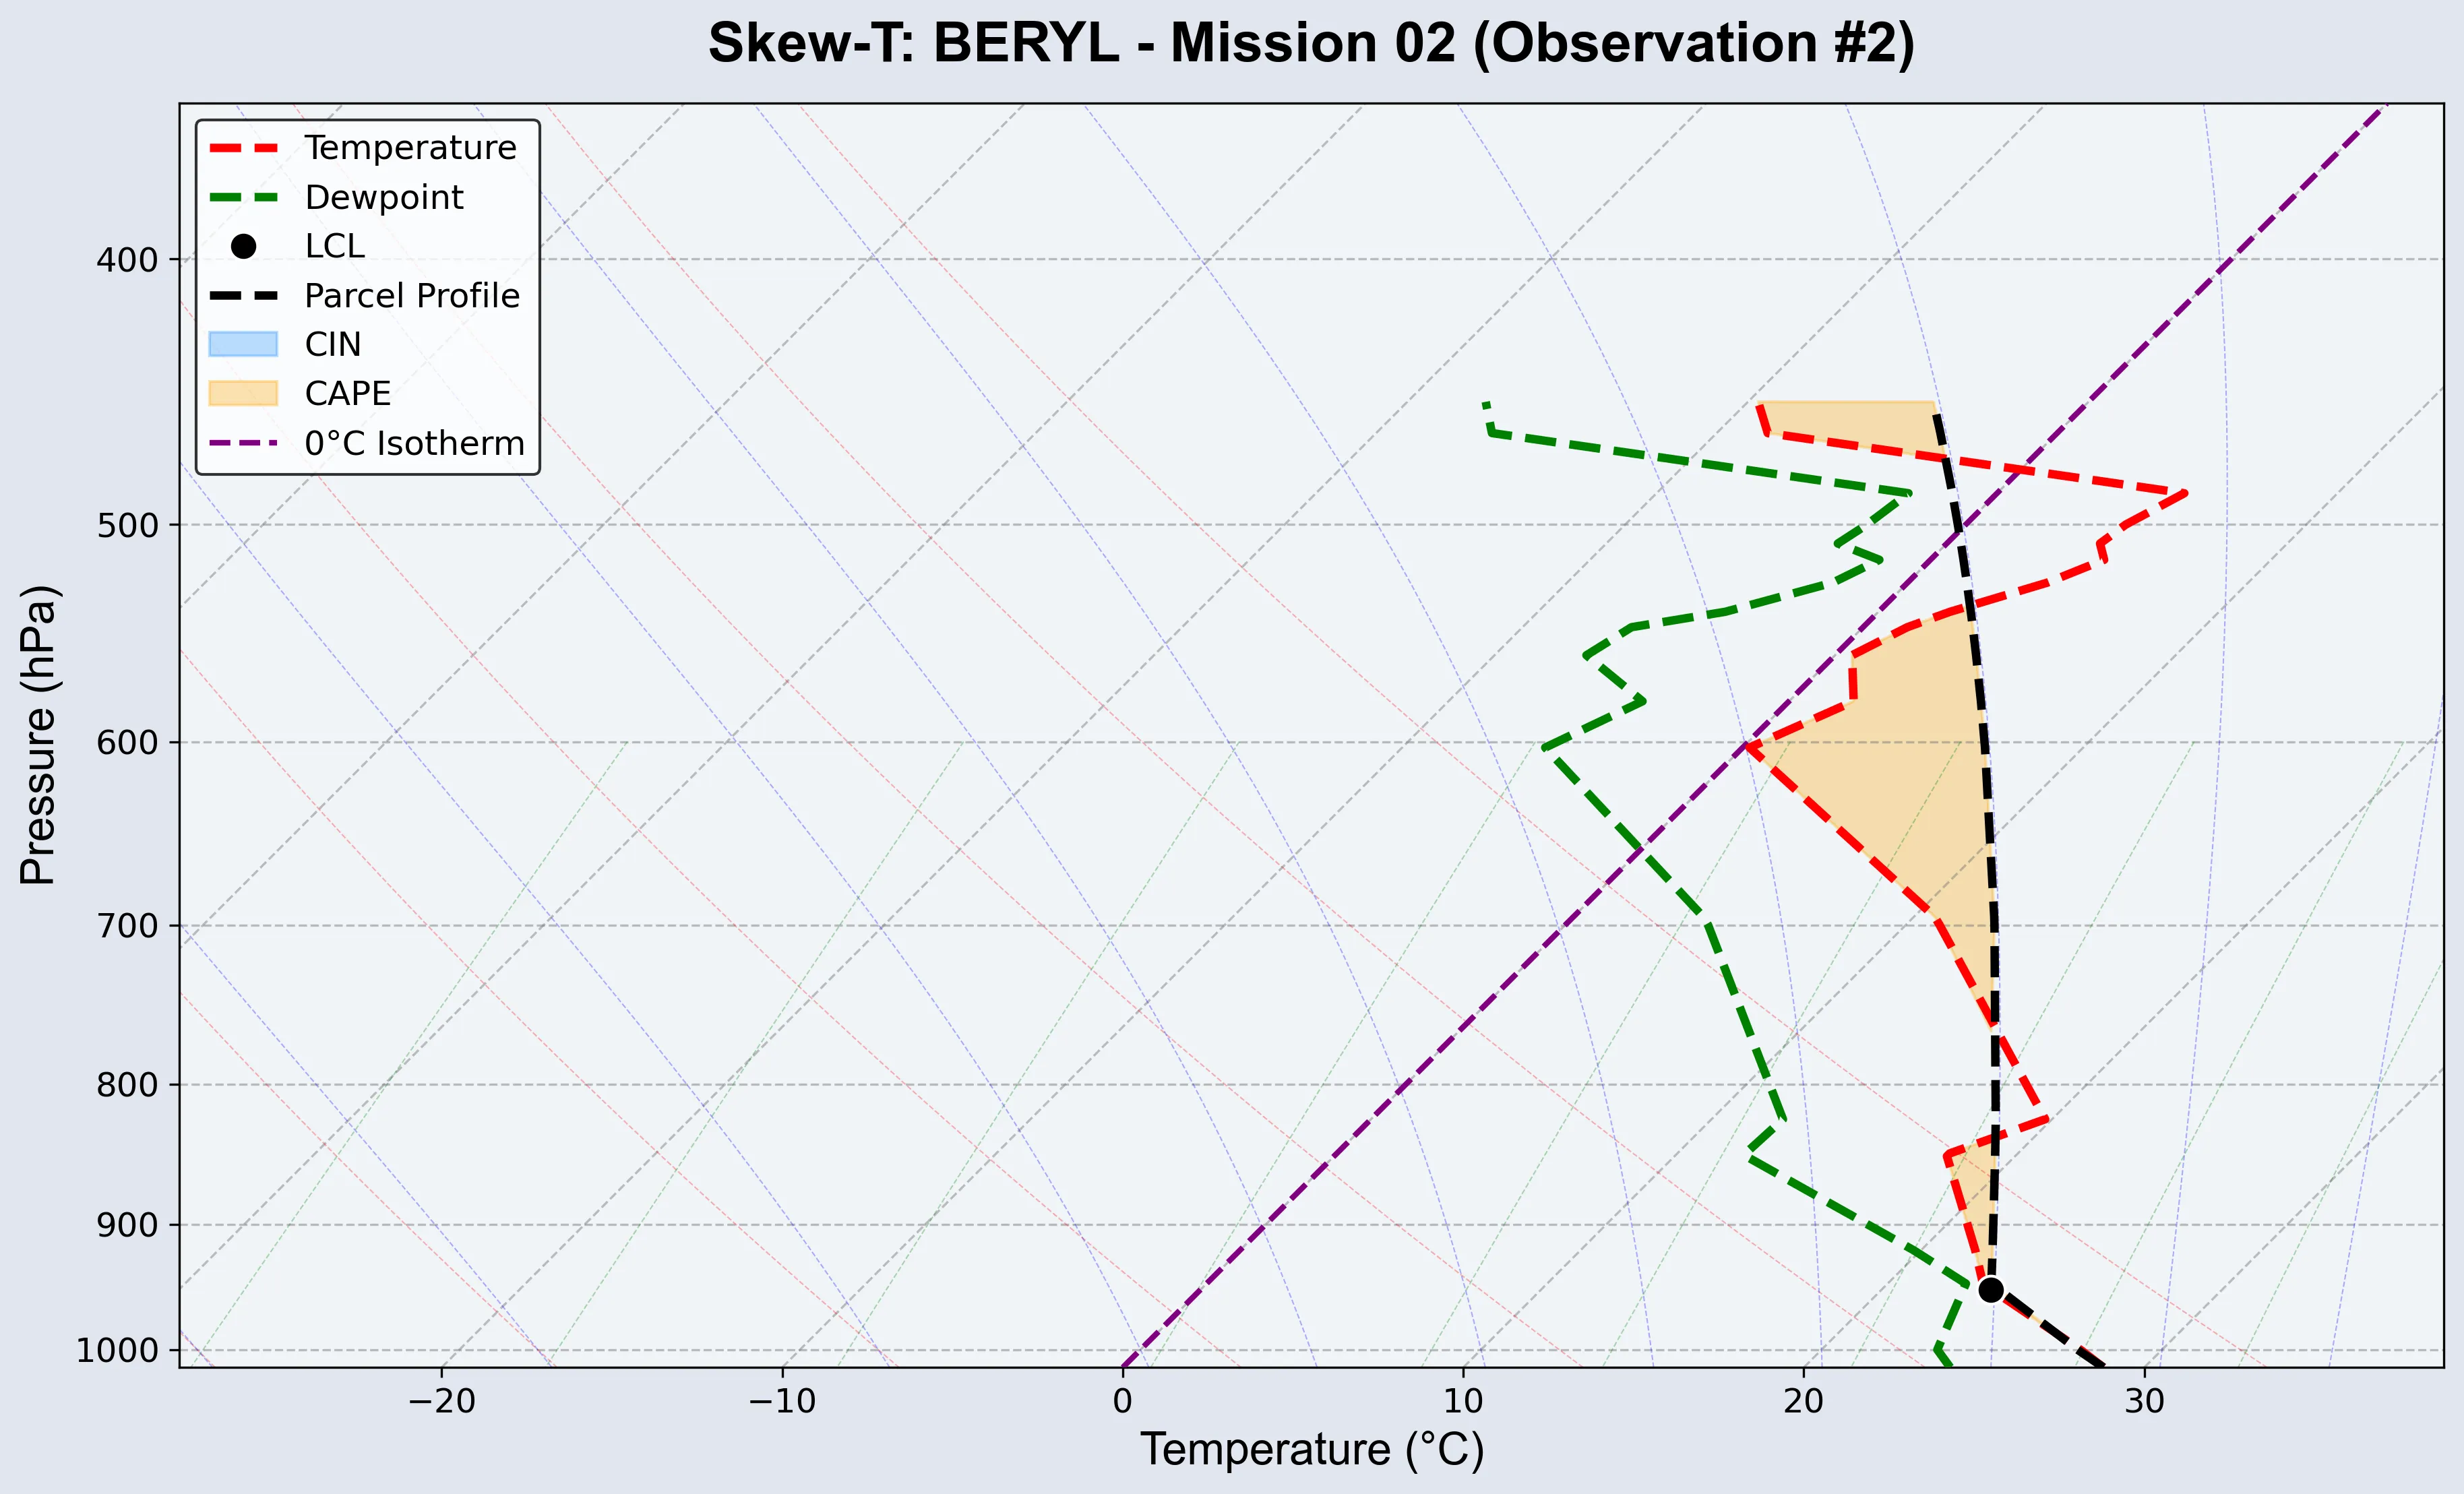 Skew-T: BERYL - Mission 02 (Observation #2)
Temperature
Dewpoint
LCL
Parcel Profile
CIN
CAPE
0°C Isotherm
Pressure (hPa)
400
500
600
700
800
900
1000
−20
−10
0
10
20
30
Temperature (°C)